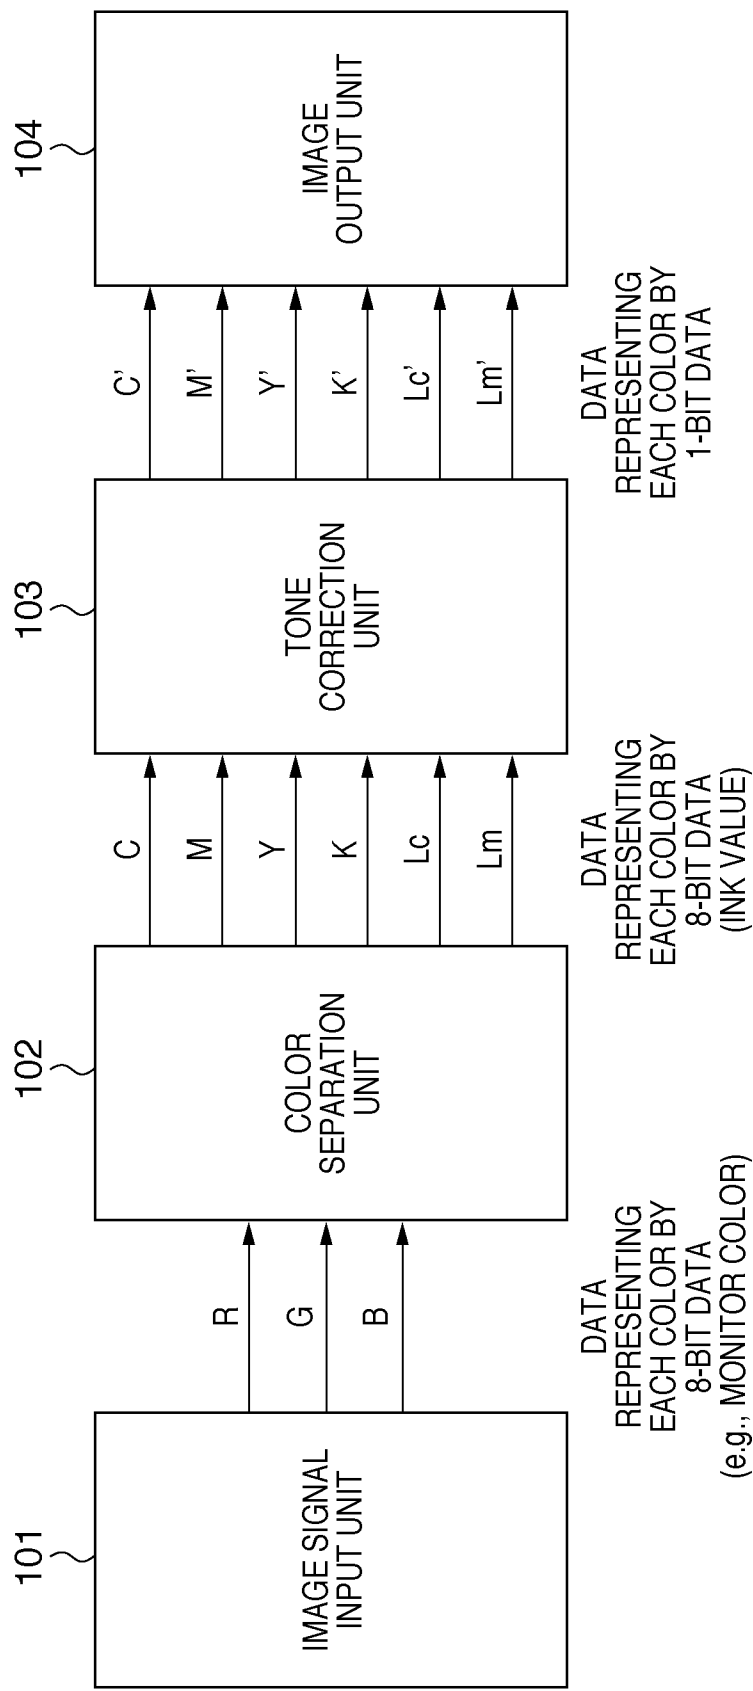 101
IMAGE SIGNAL
INPUT UNIT
R
G
B
DATA
REPRESENTING
EACH COLOR BY
8-BIT DATA
(e.g., MONITOR COLOR)
102
COLOR
SEPARATION
UNIT
C
M
Y
K
Lc
Lm
DATA
REPRESENTING
EACH COLOR BY
8-BIT DATA
(INK VALUE)
103
TONE
CORRECTION
UNIT
C'
M'
Y'
K'
Lc'
Lm'
DATA
REPRESENTING
EACH COLOR BY
1-BIT DATA
104
IMAGE
OUTPUT UNIT